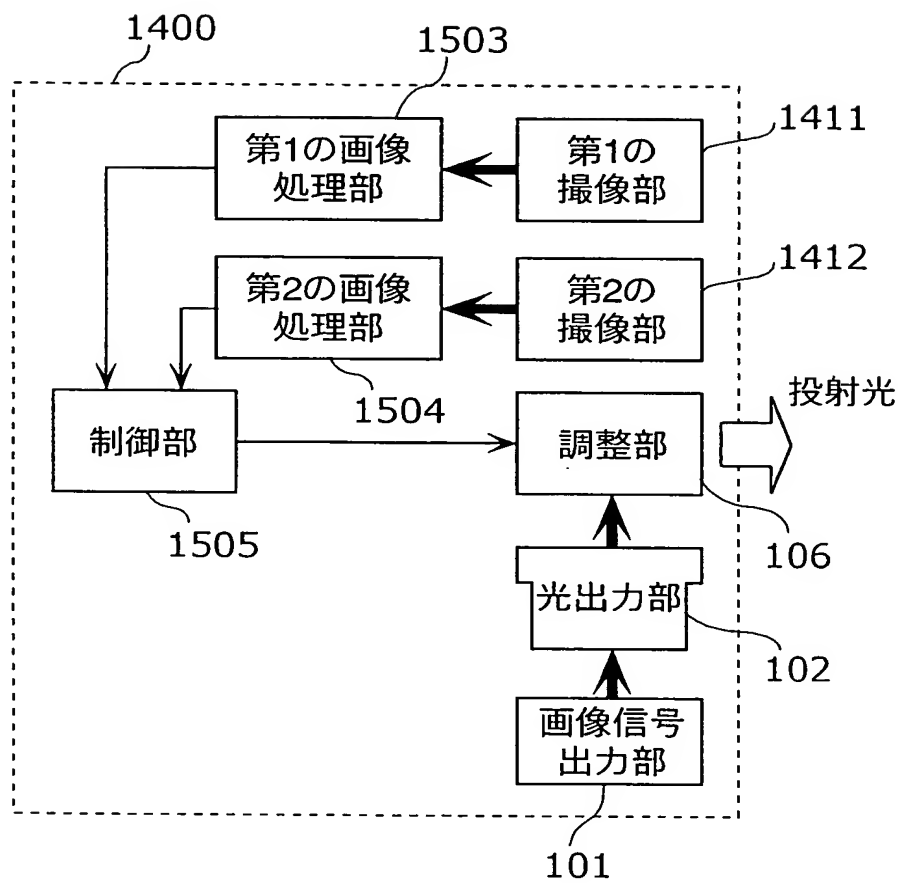 1400
1503
1411
第1の画像
処理部
第1の
撮像部
1412
第2の画像
処理部
第2の
撮像部
1504
投射光
制御部
調整部
1505
106
光出力部
102
画像信号
出力部
101